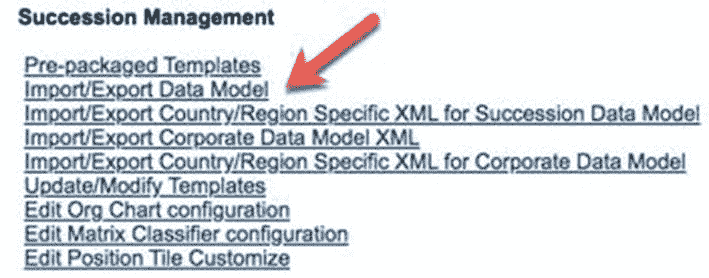 Succession Management
Pre-packaged Templates
Import/Export Data Model
Import/Export Country/Region Specific XML for Succession Data Model
Import/Export Corporate Data Model XML
Import/Export Country/Region Specific XML for Corporate Data Model
Update/Modify Templates
Edit Org Chart configuration
Edit Matrix Classifier configuration
Edit Position Tile Customize